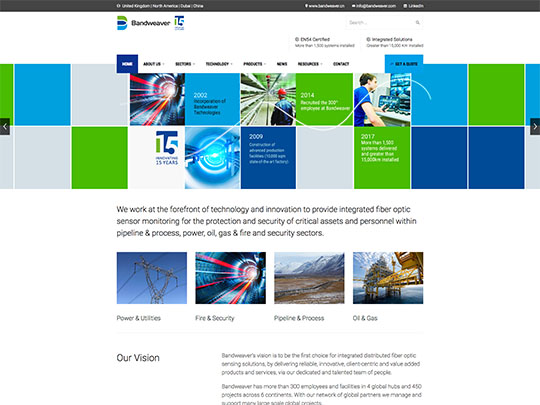 United Kingdom | North America | Dubai | China
www.bandweaver.cn
info@bandweaver.com
LinkedIn
Bandweaver
Search ...
EN54 Certified
More than 1,500 systems installed
Integrated Solutions
Greater than 15,000 Km installed
HOME
ABOUT US
SECTORS
TECHNOLOGY
PRODUCTS
NEWS
RESOURCES
CONTACT
GET A QUOTE
2002
Incorporation of
Bandweaver
Technologies
2014
Recruited the 300th
employee at Bandweaver
15
INNOVATING
15 YEARS
2009
Construction of
advanced production
facilities (10,000 sqm
state of the art factory).
2017
More than 1,500
systems delivered
and greater than
15,000km installed
We work at the forefront of technology and innovation to provide integrated fiber optic
sensor monitoring for the protection and security of critical assets and personnel within
pipeline & process, power, oil, gas & fire and security sectors.
Power & Utilities
Fire & Security
Pipeline & Process
Oil & Gas
Our Vision
Bandweaver's vision is to be the first choice for integrated distributed fiber optic
sensing solutions, by delivering reliable, innovative, client-centric and value added
products and services, via our dedicated and talented team of people.
Bandweaver has more than 300 employees and facilities in 4 global hubs and 450
projects across 6 continents. With our network of global partners we manage and
support many large scale global projects.